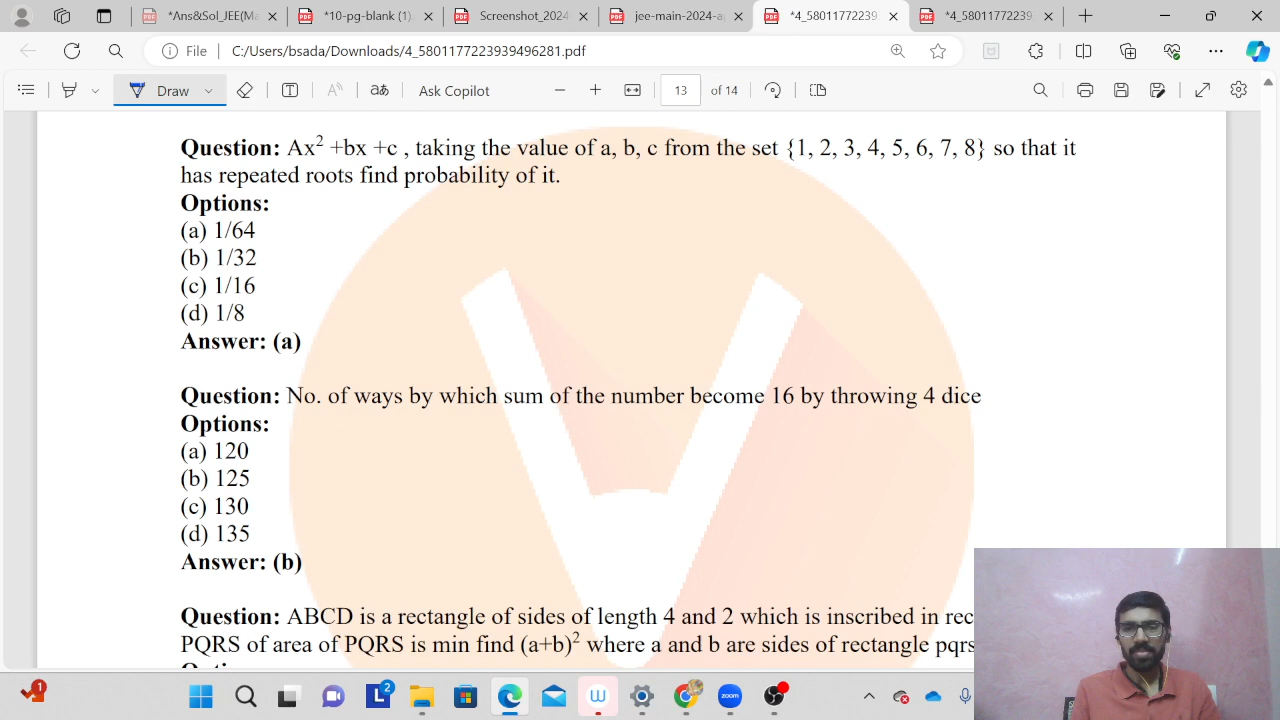 *Ans&Sol_JEE(Ma
*10-pg-blank (1).
Screenshot_2024
jee-main-2024-a
*4_58011772239
*4_58011772239
File C:/Users/bsada/Downloads/4_5801177223939496281.pdf
Draw
T
aあ
Ask Copilot
13 of 14
Question: Ax² +bx +c , taking the value of a, b, c from the set {1, 2, 3, 4, 5, 6, 7, 8} so that it
has repeated roots find probability of it.
Options:
(a) 1/64
(b) 1/32
(c) 1/16
(d) 1/8
Answer: (a)
Question: No. of ways by which sum of the number become 16 by throwing 4 dice
Options:
(a) 120
(b) 125
(c) 130
(d) 135
Answer: (b)
Question: ABCD is a rectangle of sides of length 4 and 2 which is inscribed in rec
PQRS of area of PQRS is min find (a+b)² where a and b are sides of rectangle pqrs
1
2
zoom